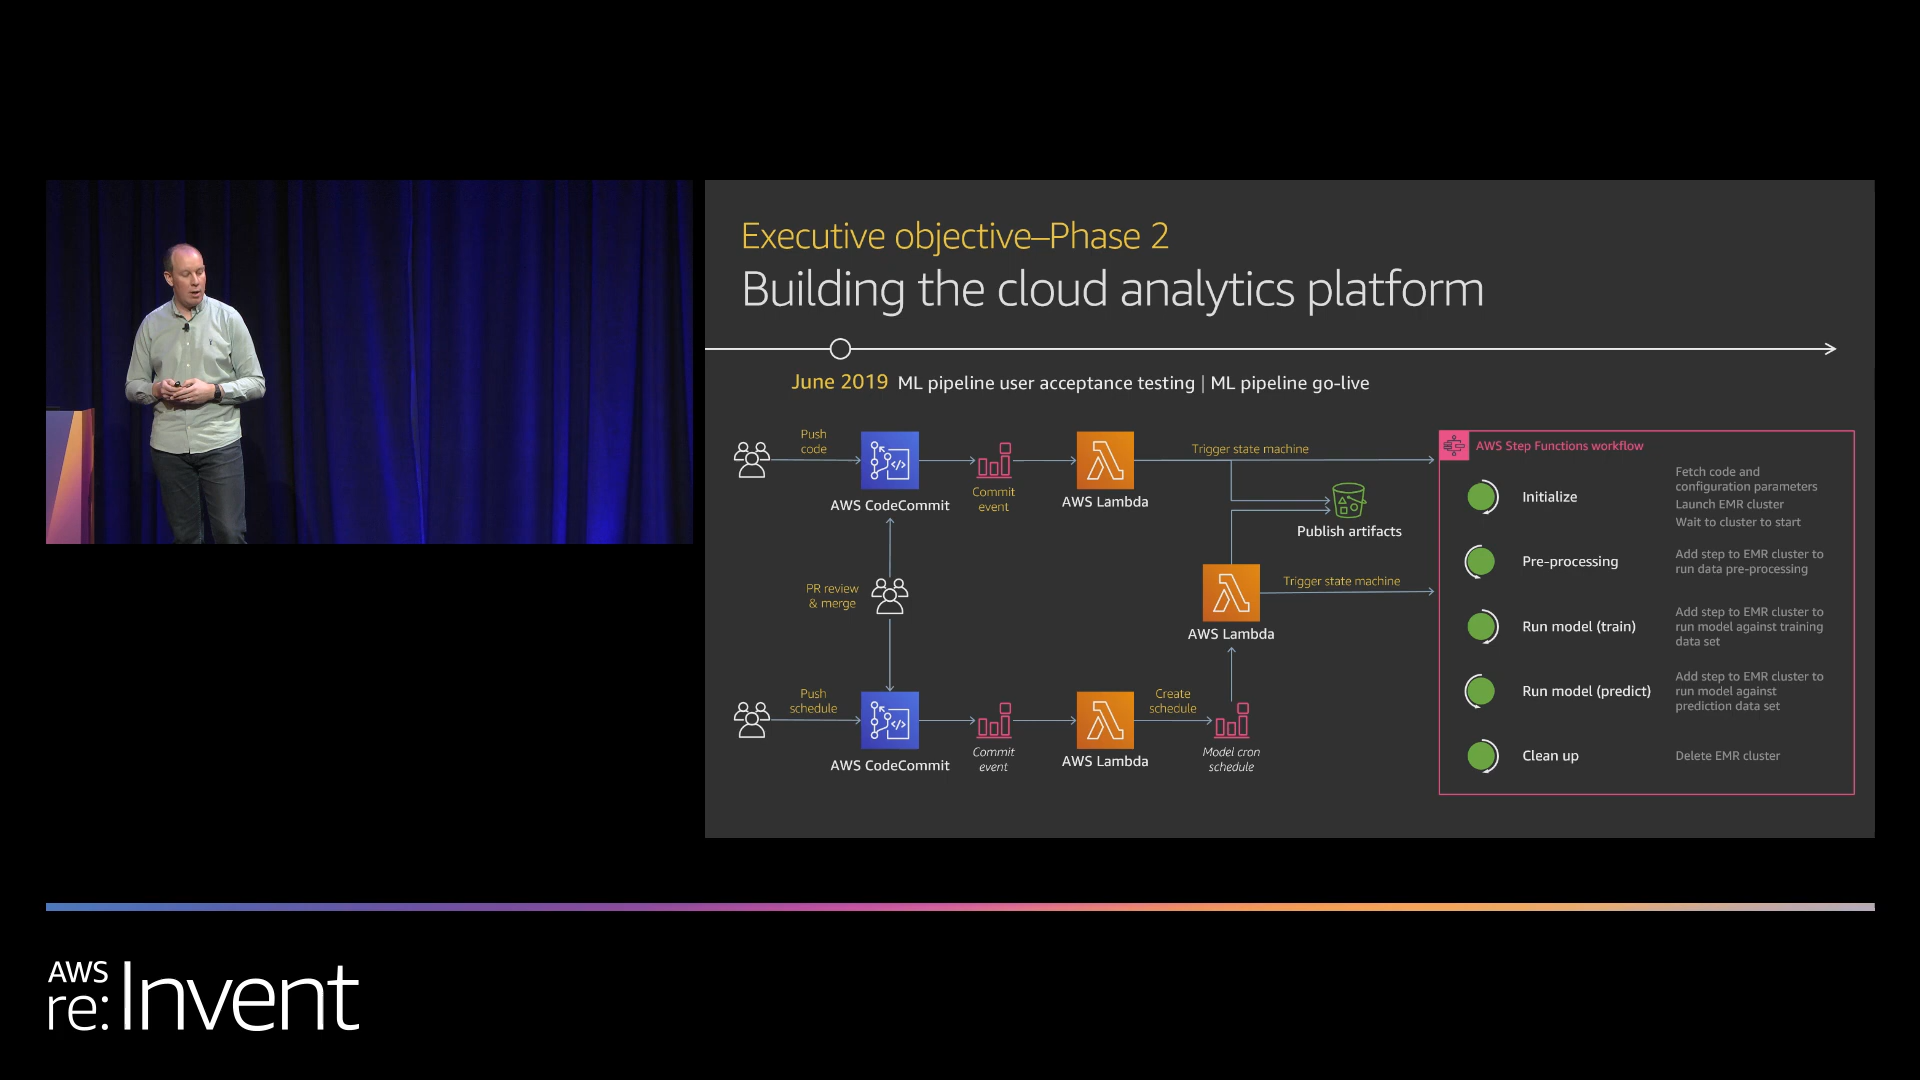 Executive objective–Phase 2
Building the cloud analytics platform
June 2019 ML pipeline user acceptance testing | ML pipeline go-live
Push
code
AWS CodeCommit
Commit
event
AWS Lambda
Trigger state machine
Publish artifacts
PR review
& merge
AWS Lambda
Trigger state machine
Push
schedule
AWS CodeCommit
Commit
event
AWS Lambda
Create
schedule
Model cron
schedule
AWS Step Functions workflow
Initialize
Fetch code and
configuration parameters
Launch EMR cluster
Wait to cluster to start
Pre-processing
Add step to EMR cluster to
run data pre-processing
Run model (train)
Add step to EMR cluster to
run model against training
data set
Run model (predict)
Add step to EMR cluster to
run model against
prediction data set
Clean up
Delete EMR cluster
AWS
re:Invent